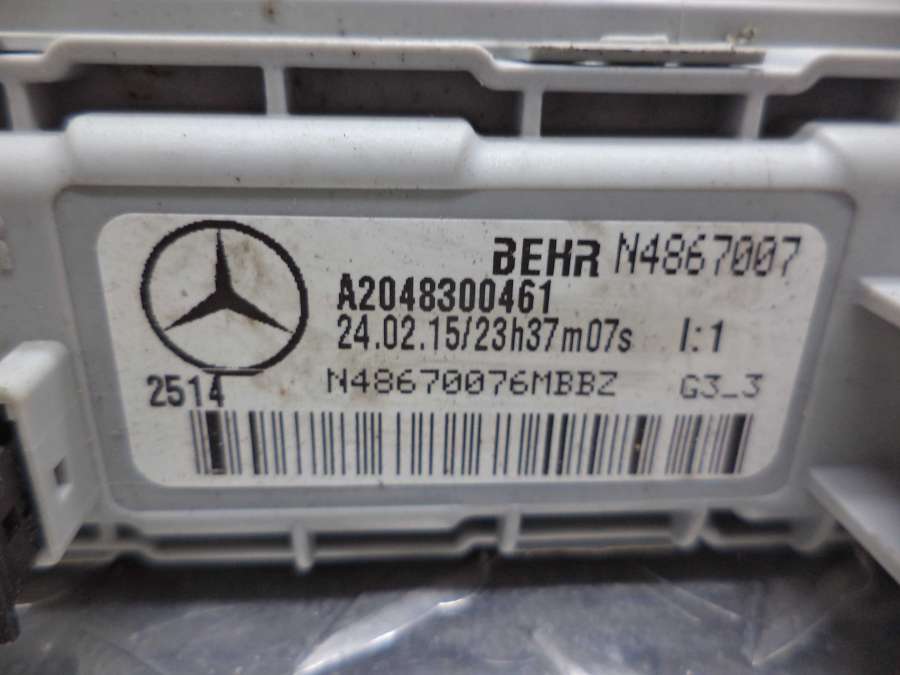 BEHR N4867007
A2048300461
24.02.15/23h37m07s I:1
2514 N48670076MBBZ G3_3